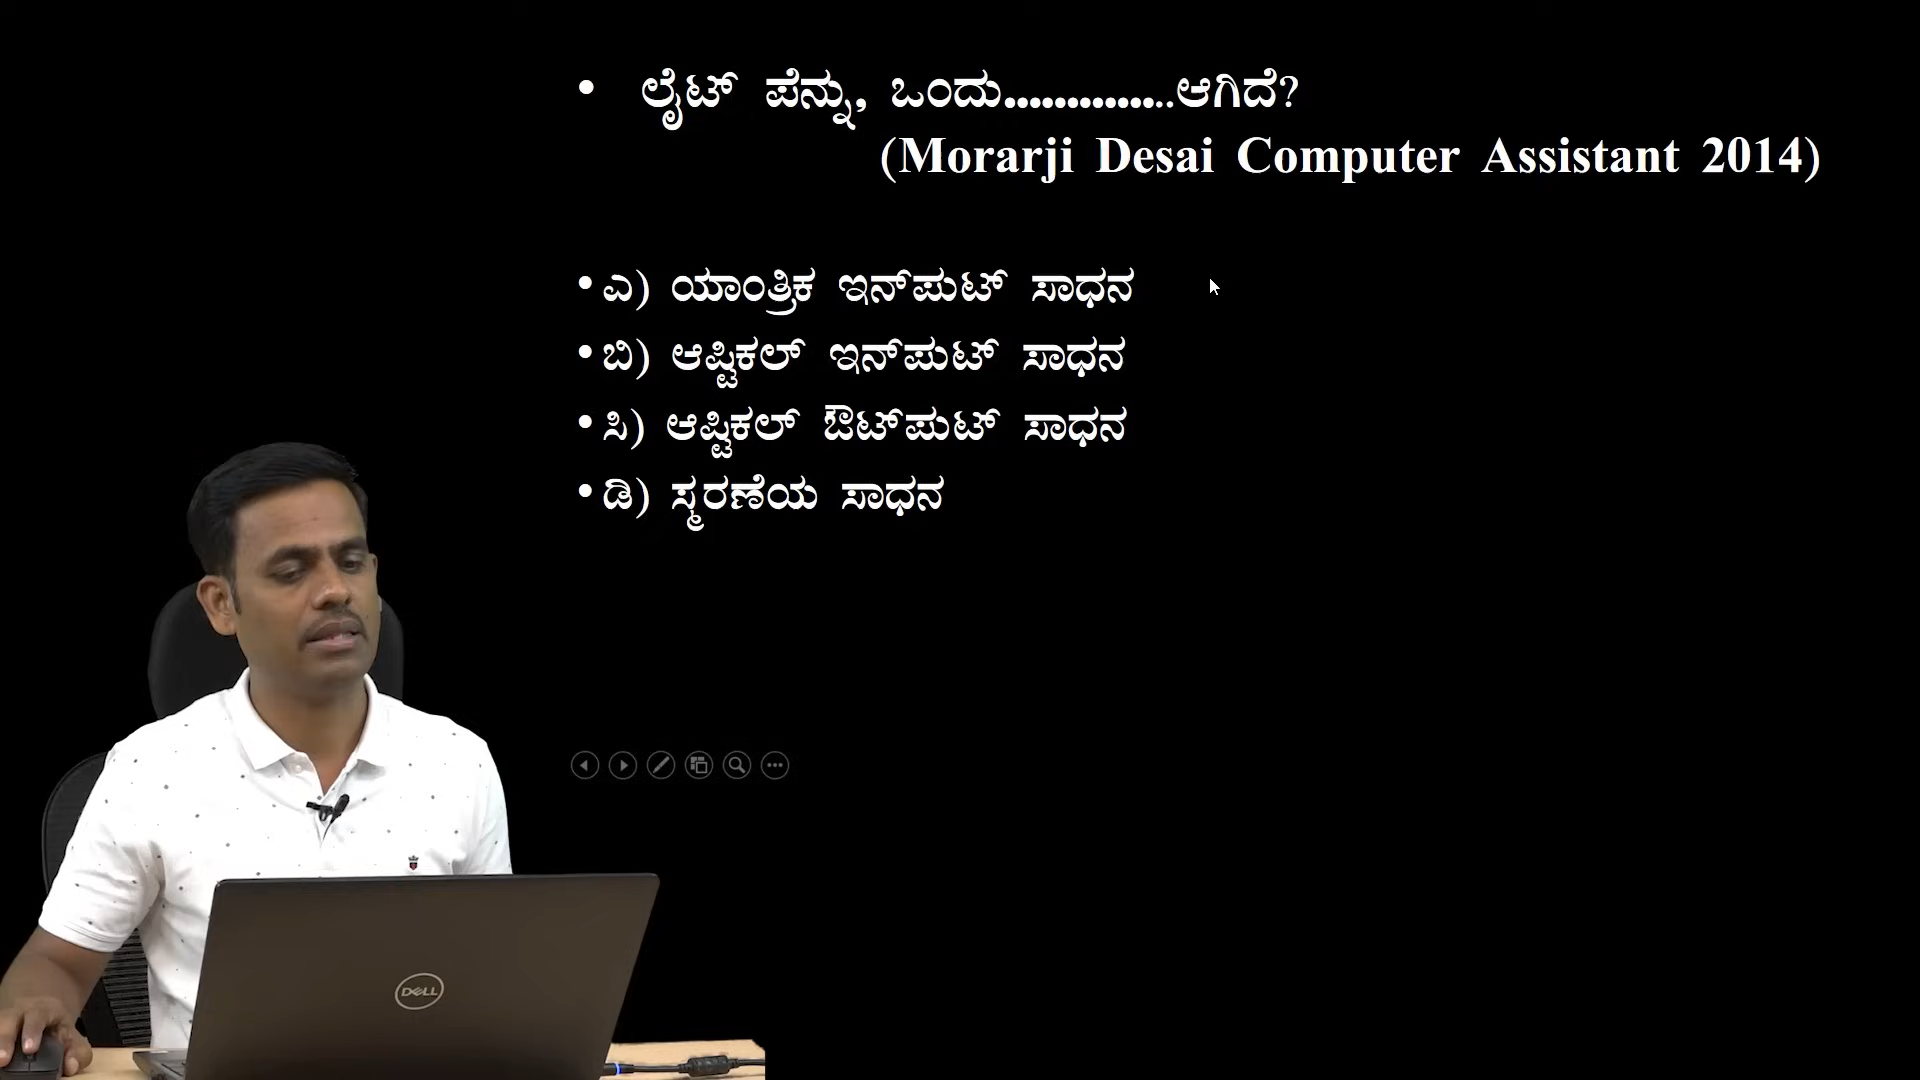 • ಲೈಟ್ ಪೆನ್ನು, ಒಂದು..............ಆಗಿದೆ?
(Morarji Desai Computer Assistant 2014)
• ಎ) ಯಾಂತ್ರಿಕ ಇನ್‌ಪುಟ್ ಸಾಧನ
• ಬಿ) ಆಪ್ಟಿಕಲ್ ಇನ್‌ಪುಟ್ ಸಾಧನ
• ಸಿ) ಆಪ್ಟಿಕಲ್ ಔಟ್‌ಪುಟ್ ಸಾಧನ
• ಡಿ) ಸ್ಮರಣೆಯ ಸಾಧನ
DELL